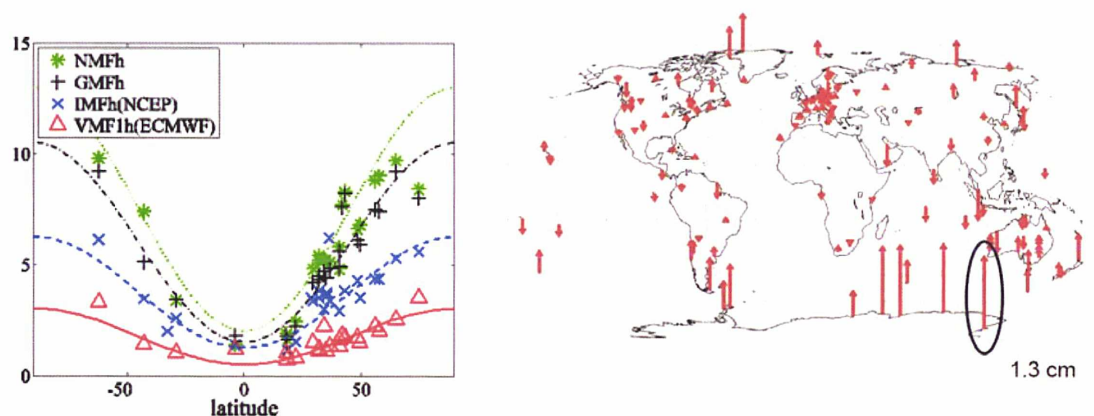 15
10
5
0
NMFh
GMFh
IMFh(NCEP)
VMF1h(ECMWF)
-50 0 50
latitude
1.3 cm